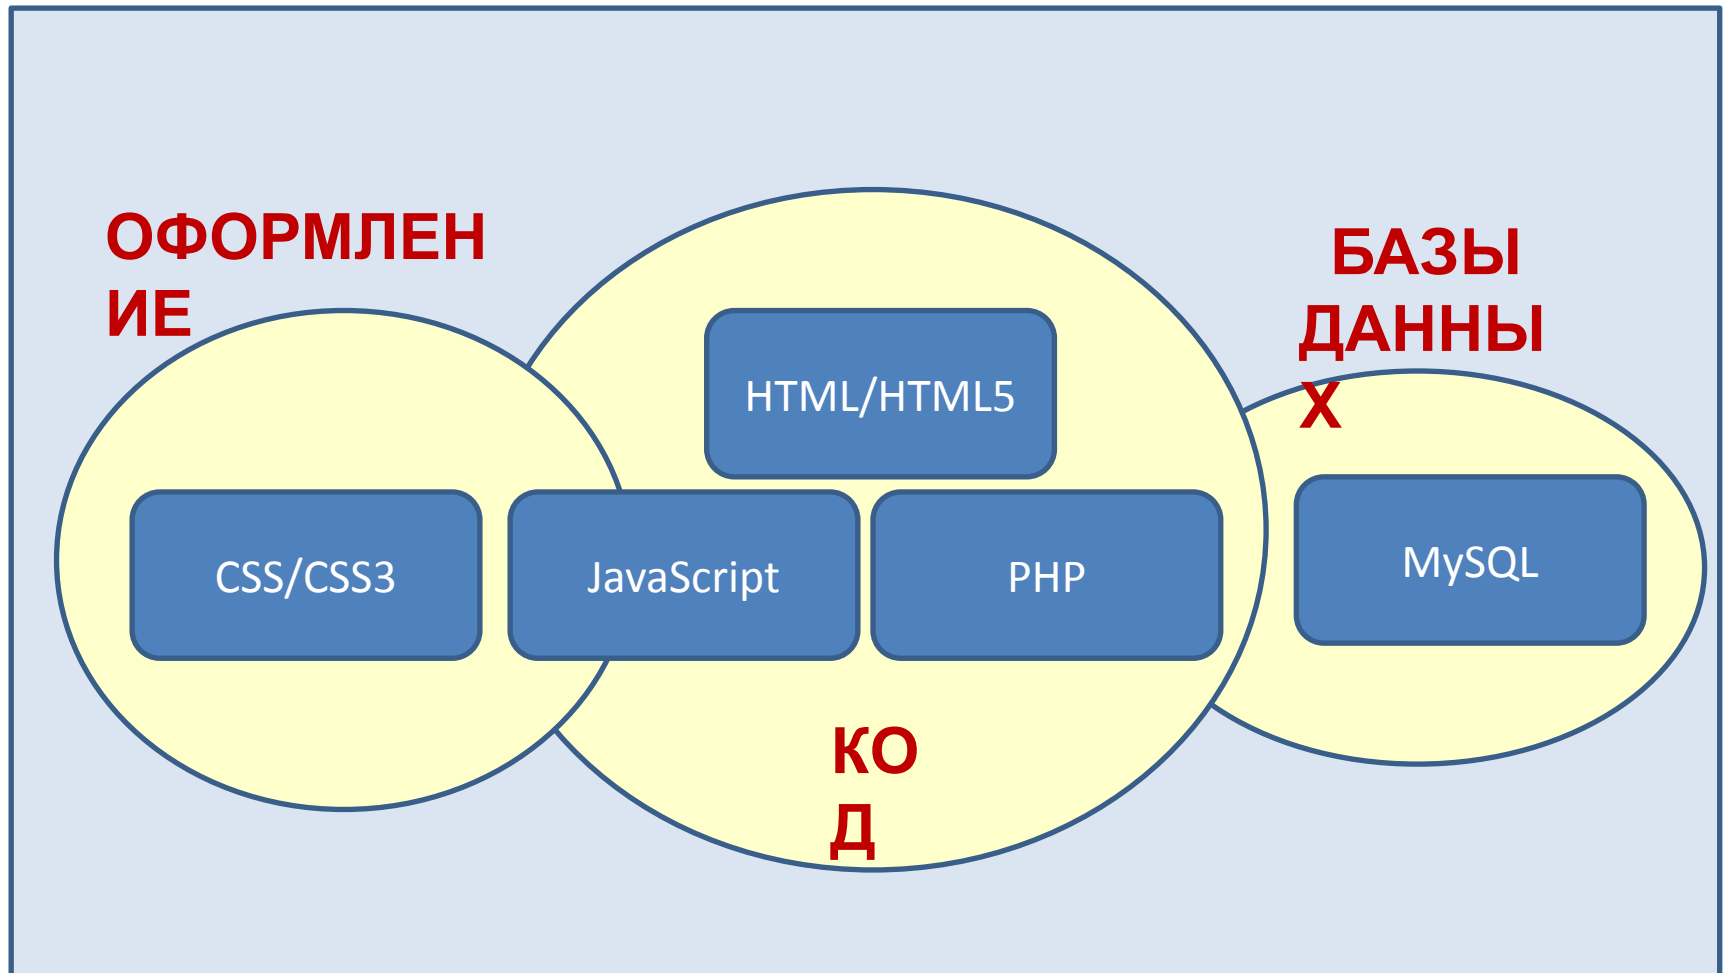 ОФОРМЛЕН
ИЕ
БАЗЫ
ДАННЫ
Х
HTML/HTML5
CSS/CSS3
JavaScript
PHP
MySQL
КО
Д